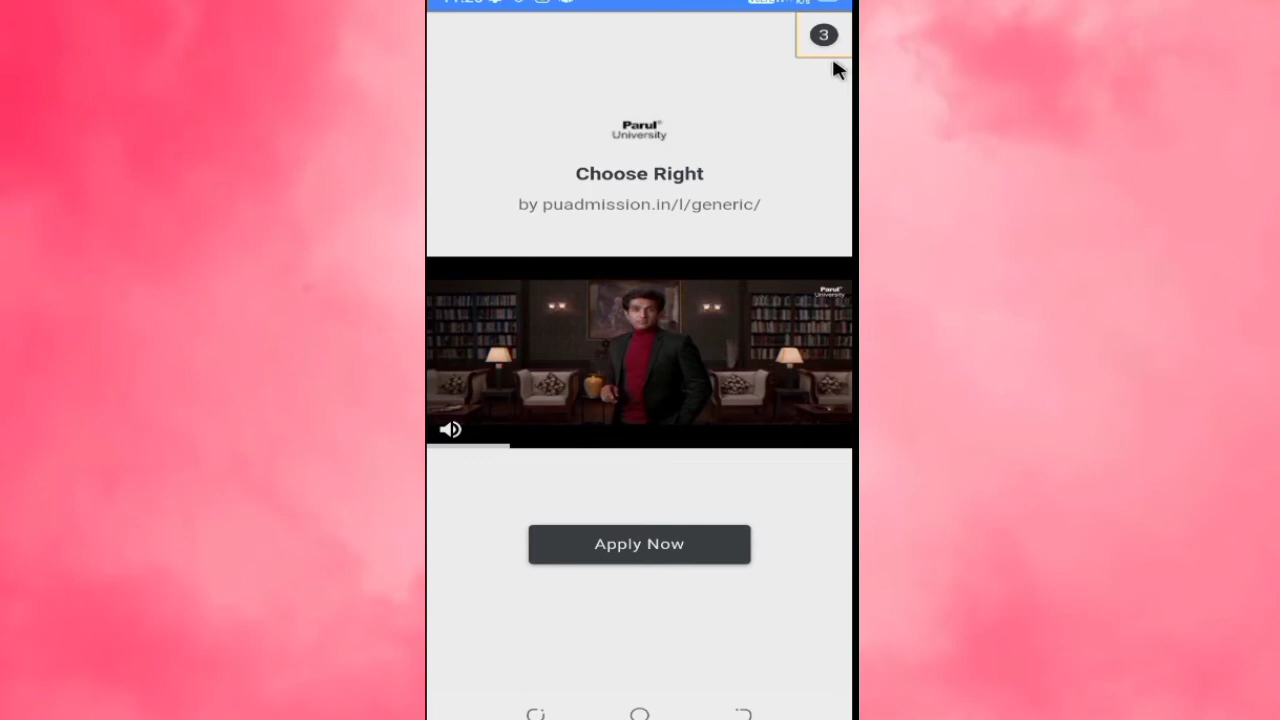 3
Parul®
University
Choose Right
by puadmission.in/l/generic/
Parul®
University
Apply Now